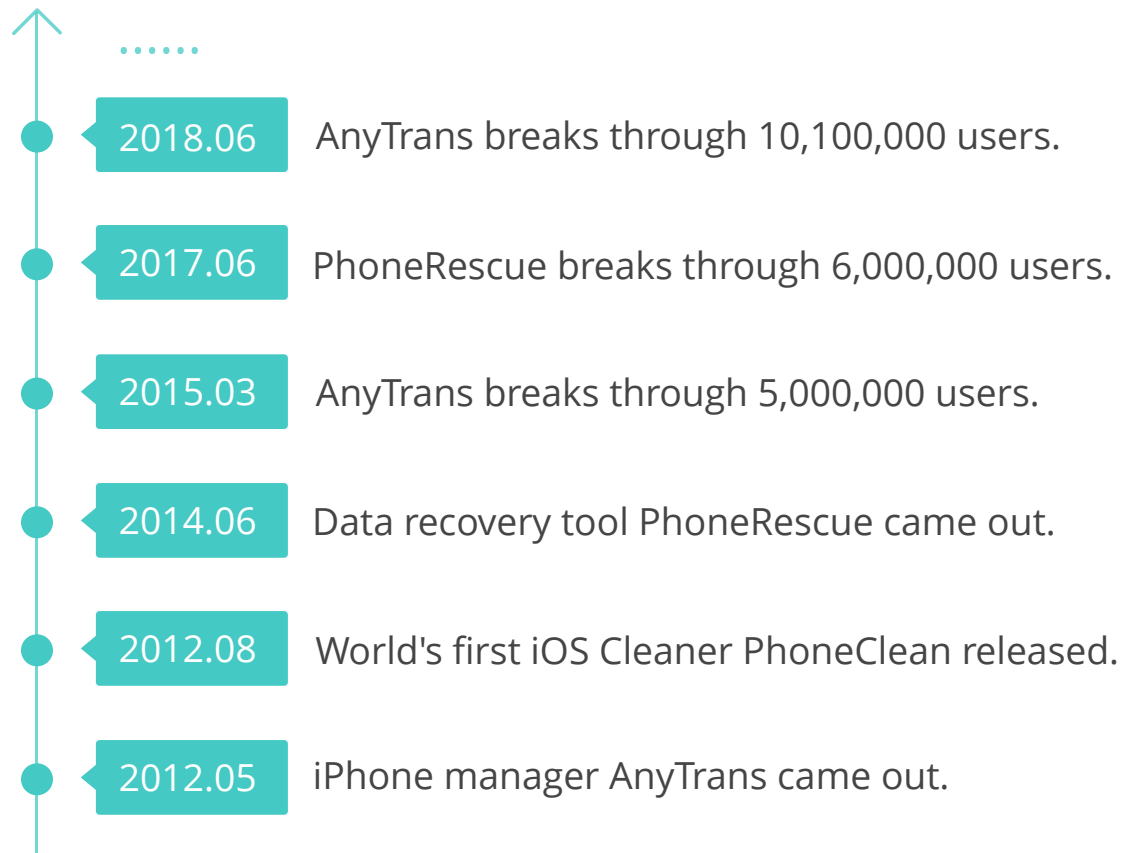 ......
2018.06 AnyTrans breaks through 10,100,000 users.
2017.06 PhoneRescue breaks through 6,000,000 users.
2015.03 AnyTrans breaks through 5,000,000 users.
2014.06 Data recovery tool PhoneRescue came out.
2012.08 World's first iOS Cleaner PhoneClean released.
2012.05 iPhone manager AnyTrans came out.